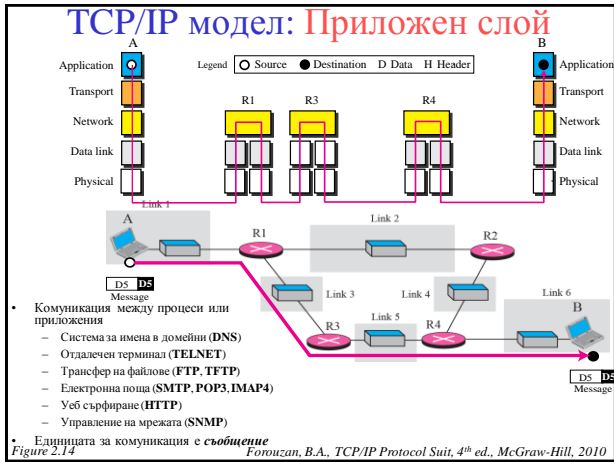 TCP/IP модел: Приложен слой
A
B
Legend Source Destination D Data H Header
Application
Transport
Network
Data link
Physical
R1
R3
R4
Application
Transport
Network
Data link
Physical
Link 1
A
R1
Link 2
R2
Link 3
Link 4
Link 6
B
R3
Link 5
R4
D5 D5
Message
D5 D5
Message
• Комуникация между процеси или
приложения
– Система за имена в домейни (DNS)
– Отдалечен терминал (TELNET)
– Трансфер на файлове (FTP, TFTP)
– Електронна поща (SMTP, POP3, IMAP4)
– Уеб сърфиране (HTTP)
– Управление на мрежата (SNMP)
• Единицата за комуникация е съобщение
Figure 2.14
Forouzan, B.A., TCP/IP Protocol Suit, 4th ed., McGraw-Hill, 2010